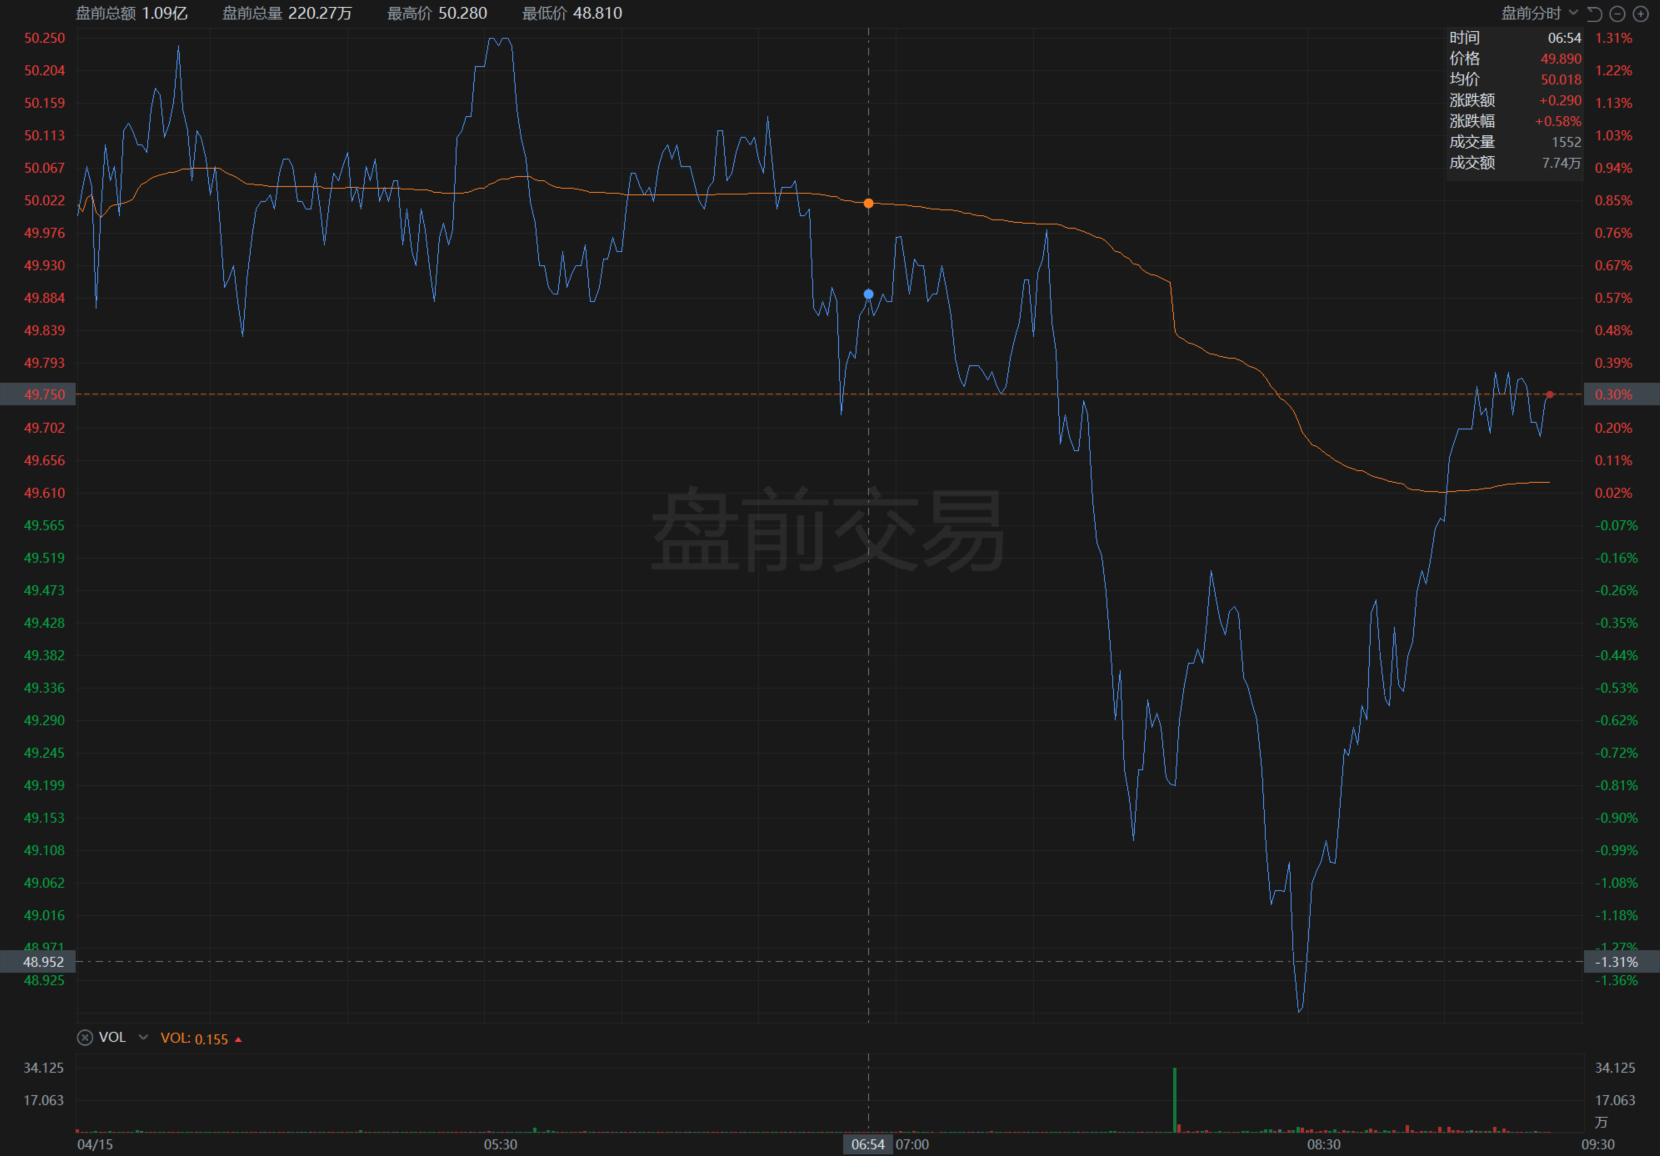 盘前总额 1.09亿 盘前总量 220.27万 最高价 50.280 最低价 48.810 盘前分时
50.250 1.31%
时间 06:54
价格 49.890
50.204 1.22%
均价 50.018
50.159 涨跌额 +0.290 1.13%
涨跌幅 +0.58%
50.113 1.03%
成交量 1552
成交额 7.74万
50.067 0.94%
50.022 0.85%
49.976 0.76%
49.930 0.67%
49.884 0.57%
49.839 0.48%
49.793 0.39%
49.750 0.30%
49.702 0.20%
49.656 0.11%
49.610 0.02%
49.565 -0.07%
盘前交易
49.519 -0.16%
49.473 -0.26%
49.428 -0.35%
49.382 -0.44%
49.336 -0.53%
49.290 -0.62%
49.245 -0.72%
49.199 -0.81%
49.153 -0.90%
49.108 -0.99%
49.062 -1.08%
49.016 -1.18%
48.971 -1.27%
48.952 -1.31%
48.925 -1.36%
VOL VOL: 0.155
34.125 34.125
17.063 17.063
万
04/15 05:30 06:54 07:00 08:30 09:30